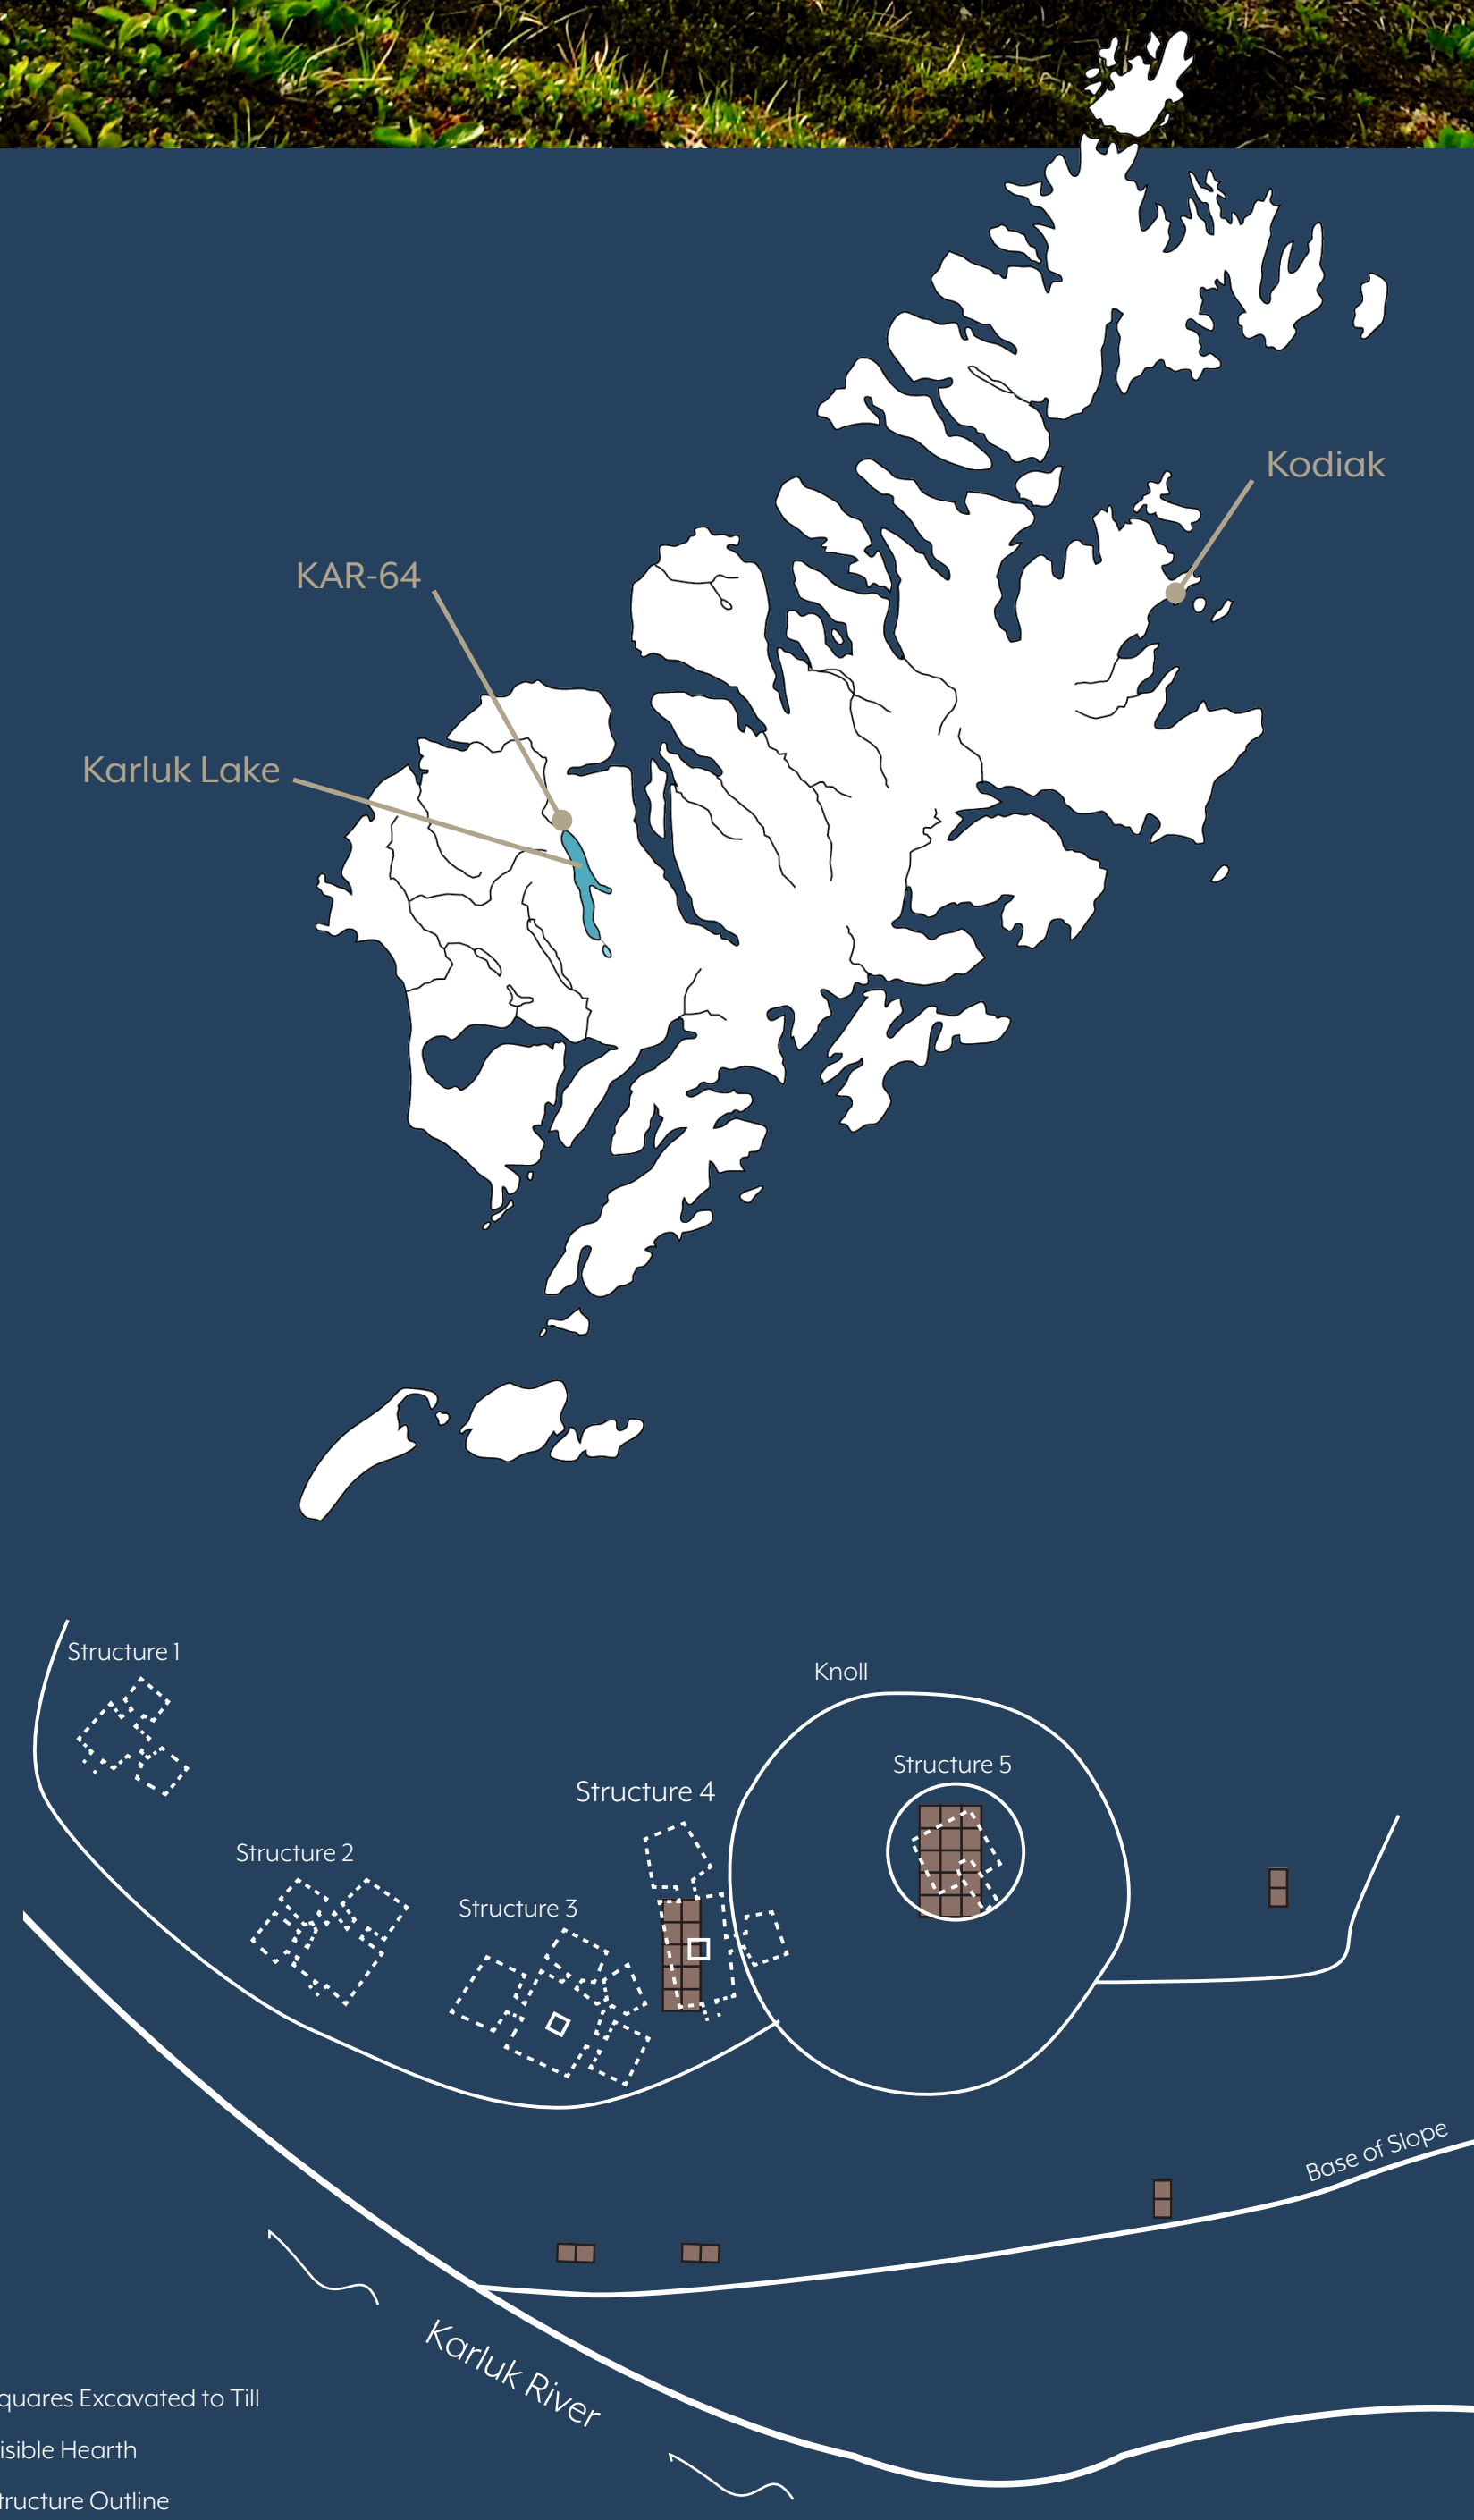 Kodiak
KAR-64
Karluk Lake
Structure 1
Knoll
Structure 5
Structure 4
Structure 2
Structure 3
Base of Slope
Karluk River
quares Excavated to Till
isible Hearth
tructure Outline